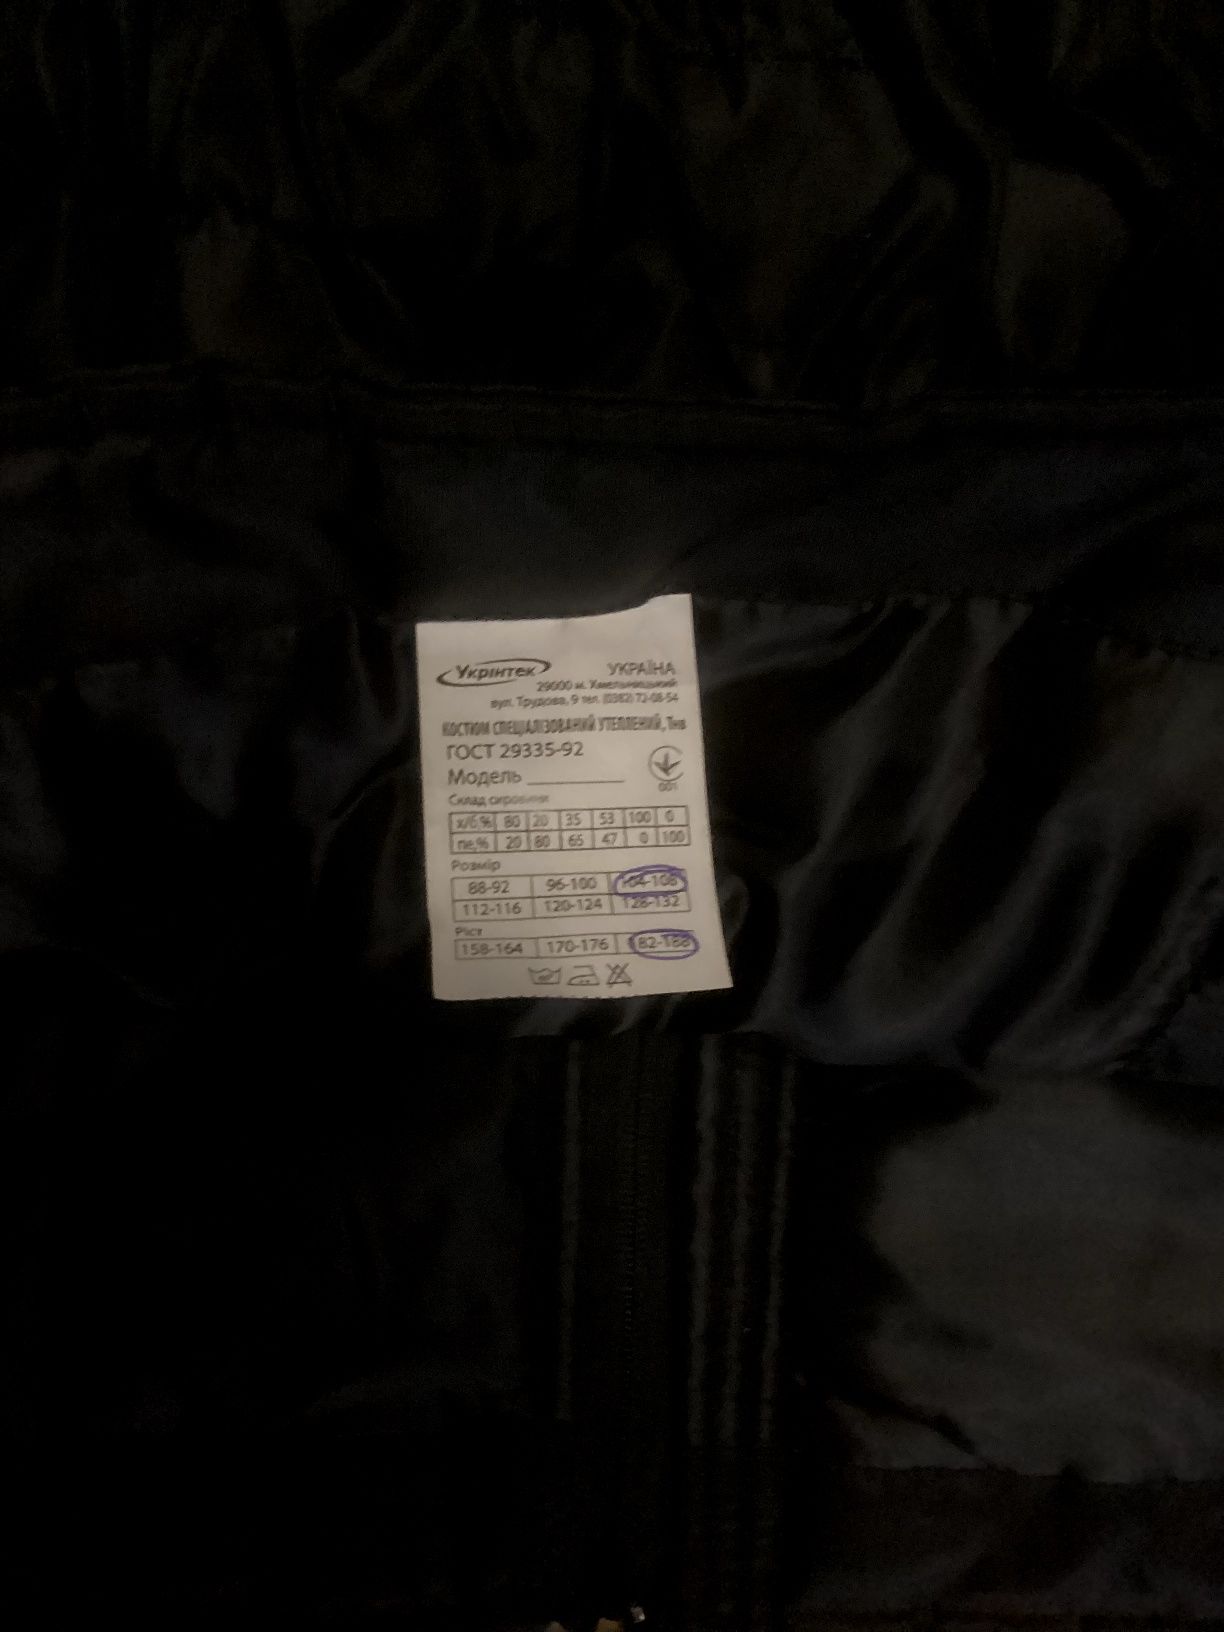 Укрінтек УКРАЇНА
29000 м. Хмельницький
вул. Трудова, 9 тел. (0382) 72-08-54
КОСТЮМ СПЕЦІАЛІЗОВАНИЙ УТЕПЛЕНИЙ, Тнв
ГОСТ 29335-92
Модель
001
Склад сировини
х/б,% 80 20 35 53 100 0
пе,% 20 80 65 47 0 100
Розмір
88-92 96-100 104-108
112-116 120-124 128-132
Ріст
158-164 170-176 182-188